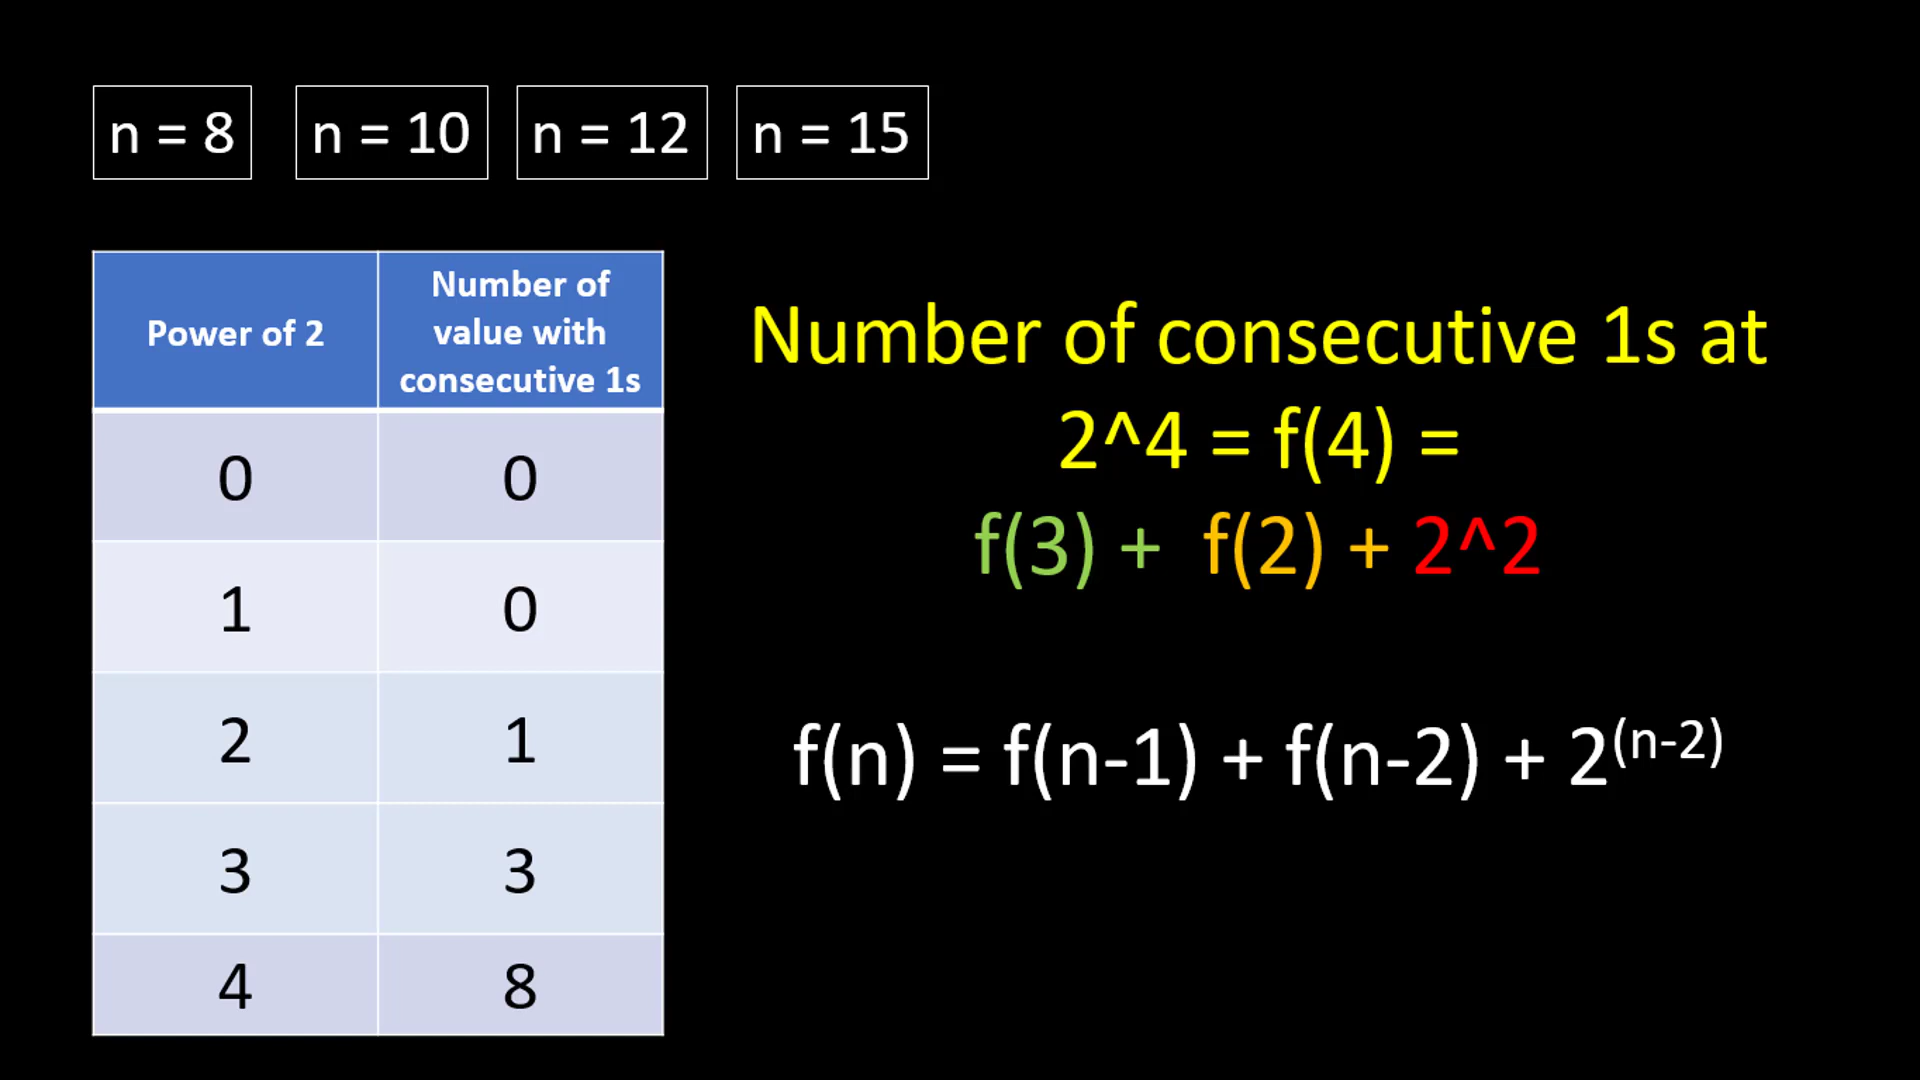 n = 8 n = 10 n = 12 n = 15
Power of 2
Number of
value with
consecutive 1s
0 0
1 0
2 1
3 3
4 8
Number of consecutive 1s at
2^4 = f(4) =
f(3) + f(2) + 2^2
f(n) = f(n-1) + f(n-2) + 2⁽ⁿ⁻²⁾